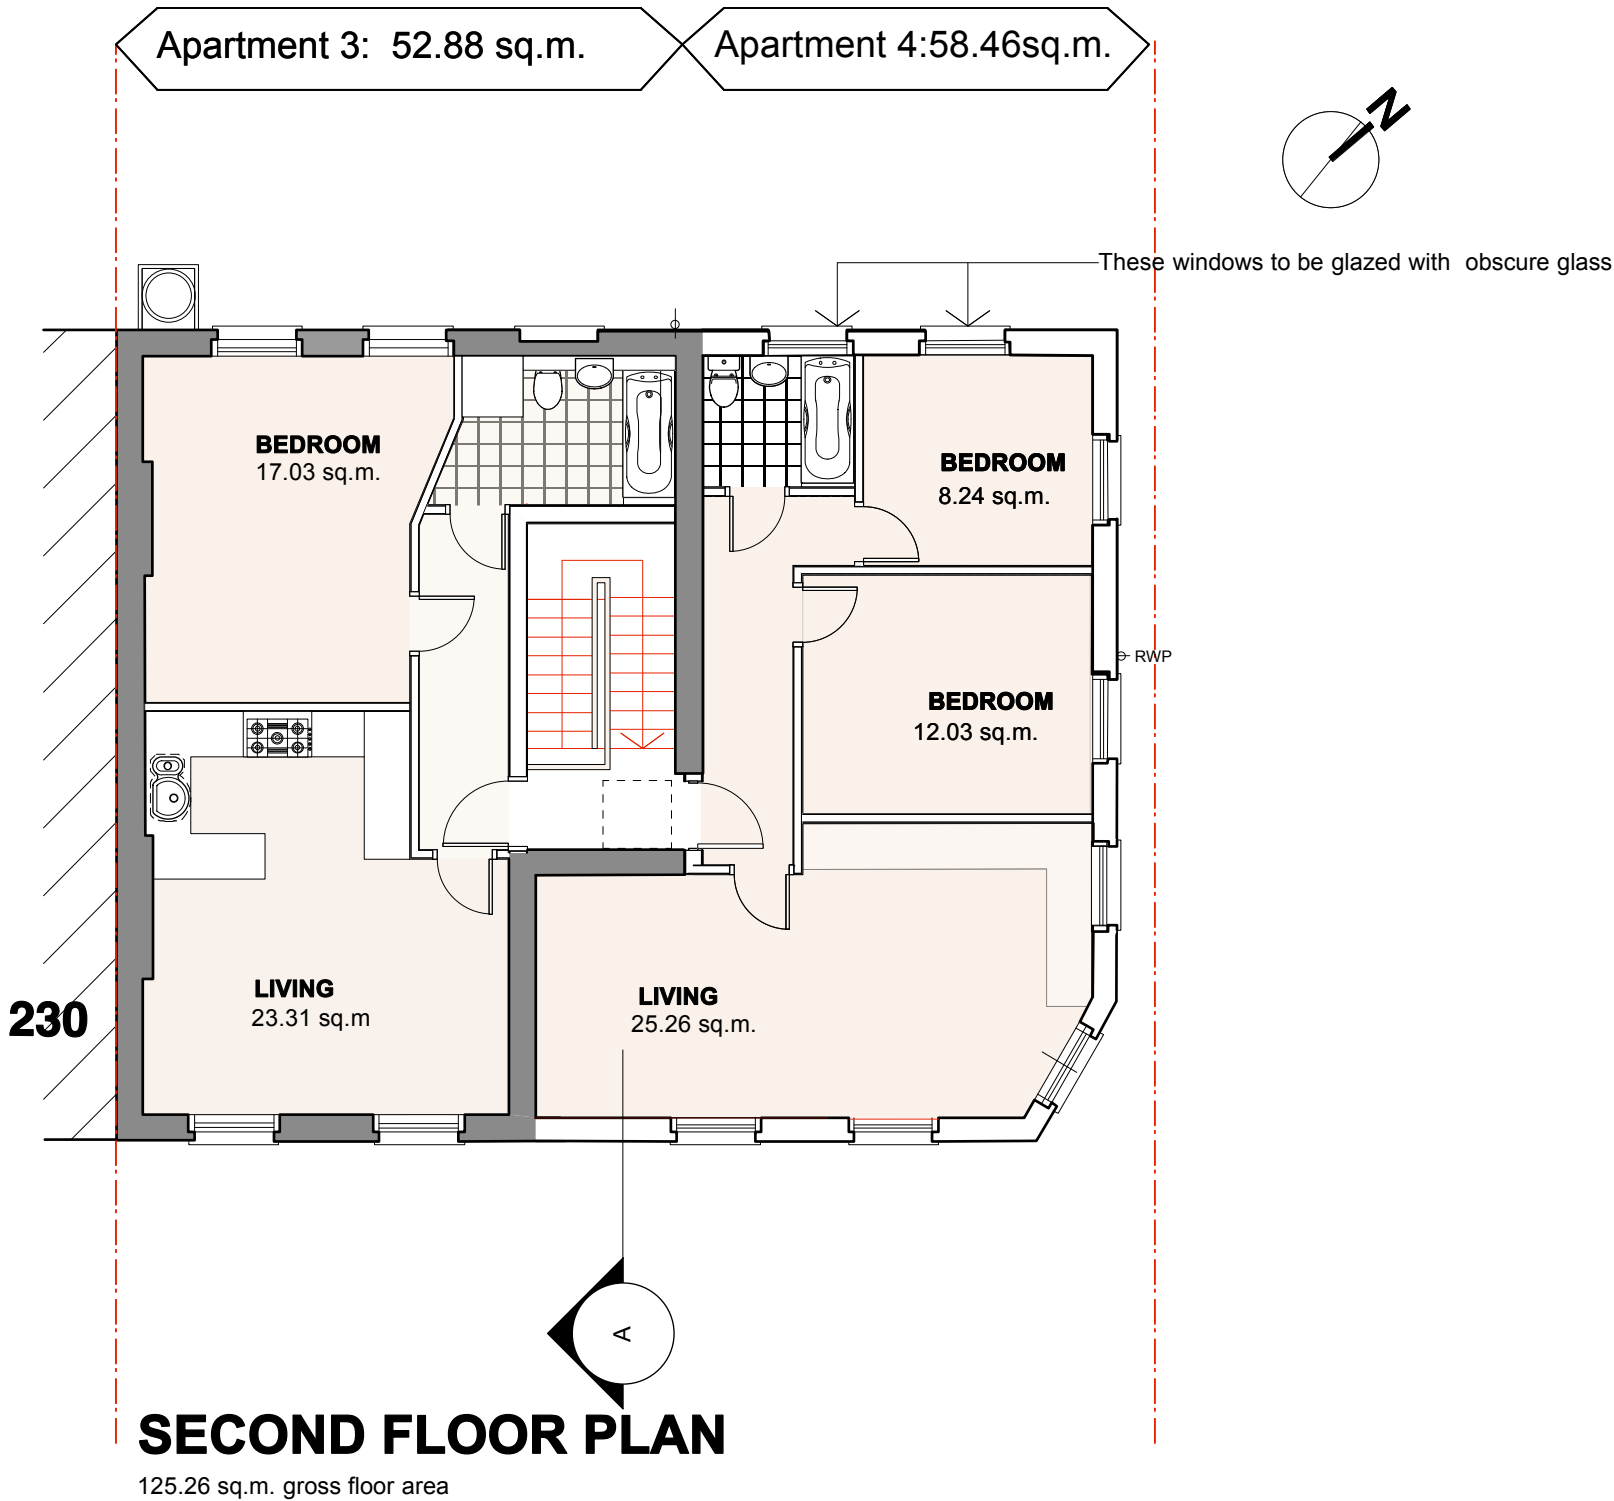 Apartment 3: 52.88 sq.m.
Apartment 4:58.46sq.m.
N
These windows to be glazed with obscure glass
BEDROOM
17.03 sq.m.
BEDROOM
8.24 sq.m.
RWP
BEDROOM
12.03 sq.m.
LIVING
23.31 sq.m
LIVING
25.26 sq.m.
230
A
SECOND FLOOR PLAN
125.26 sq.m. gross floor area